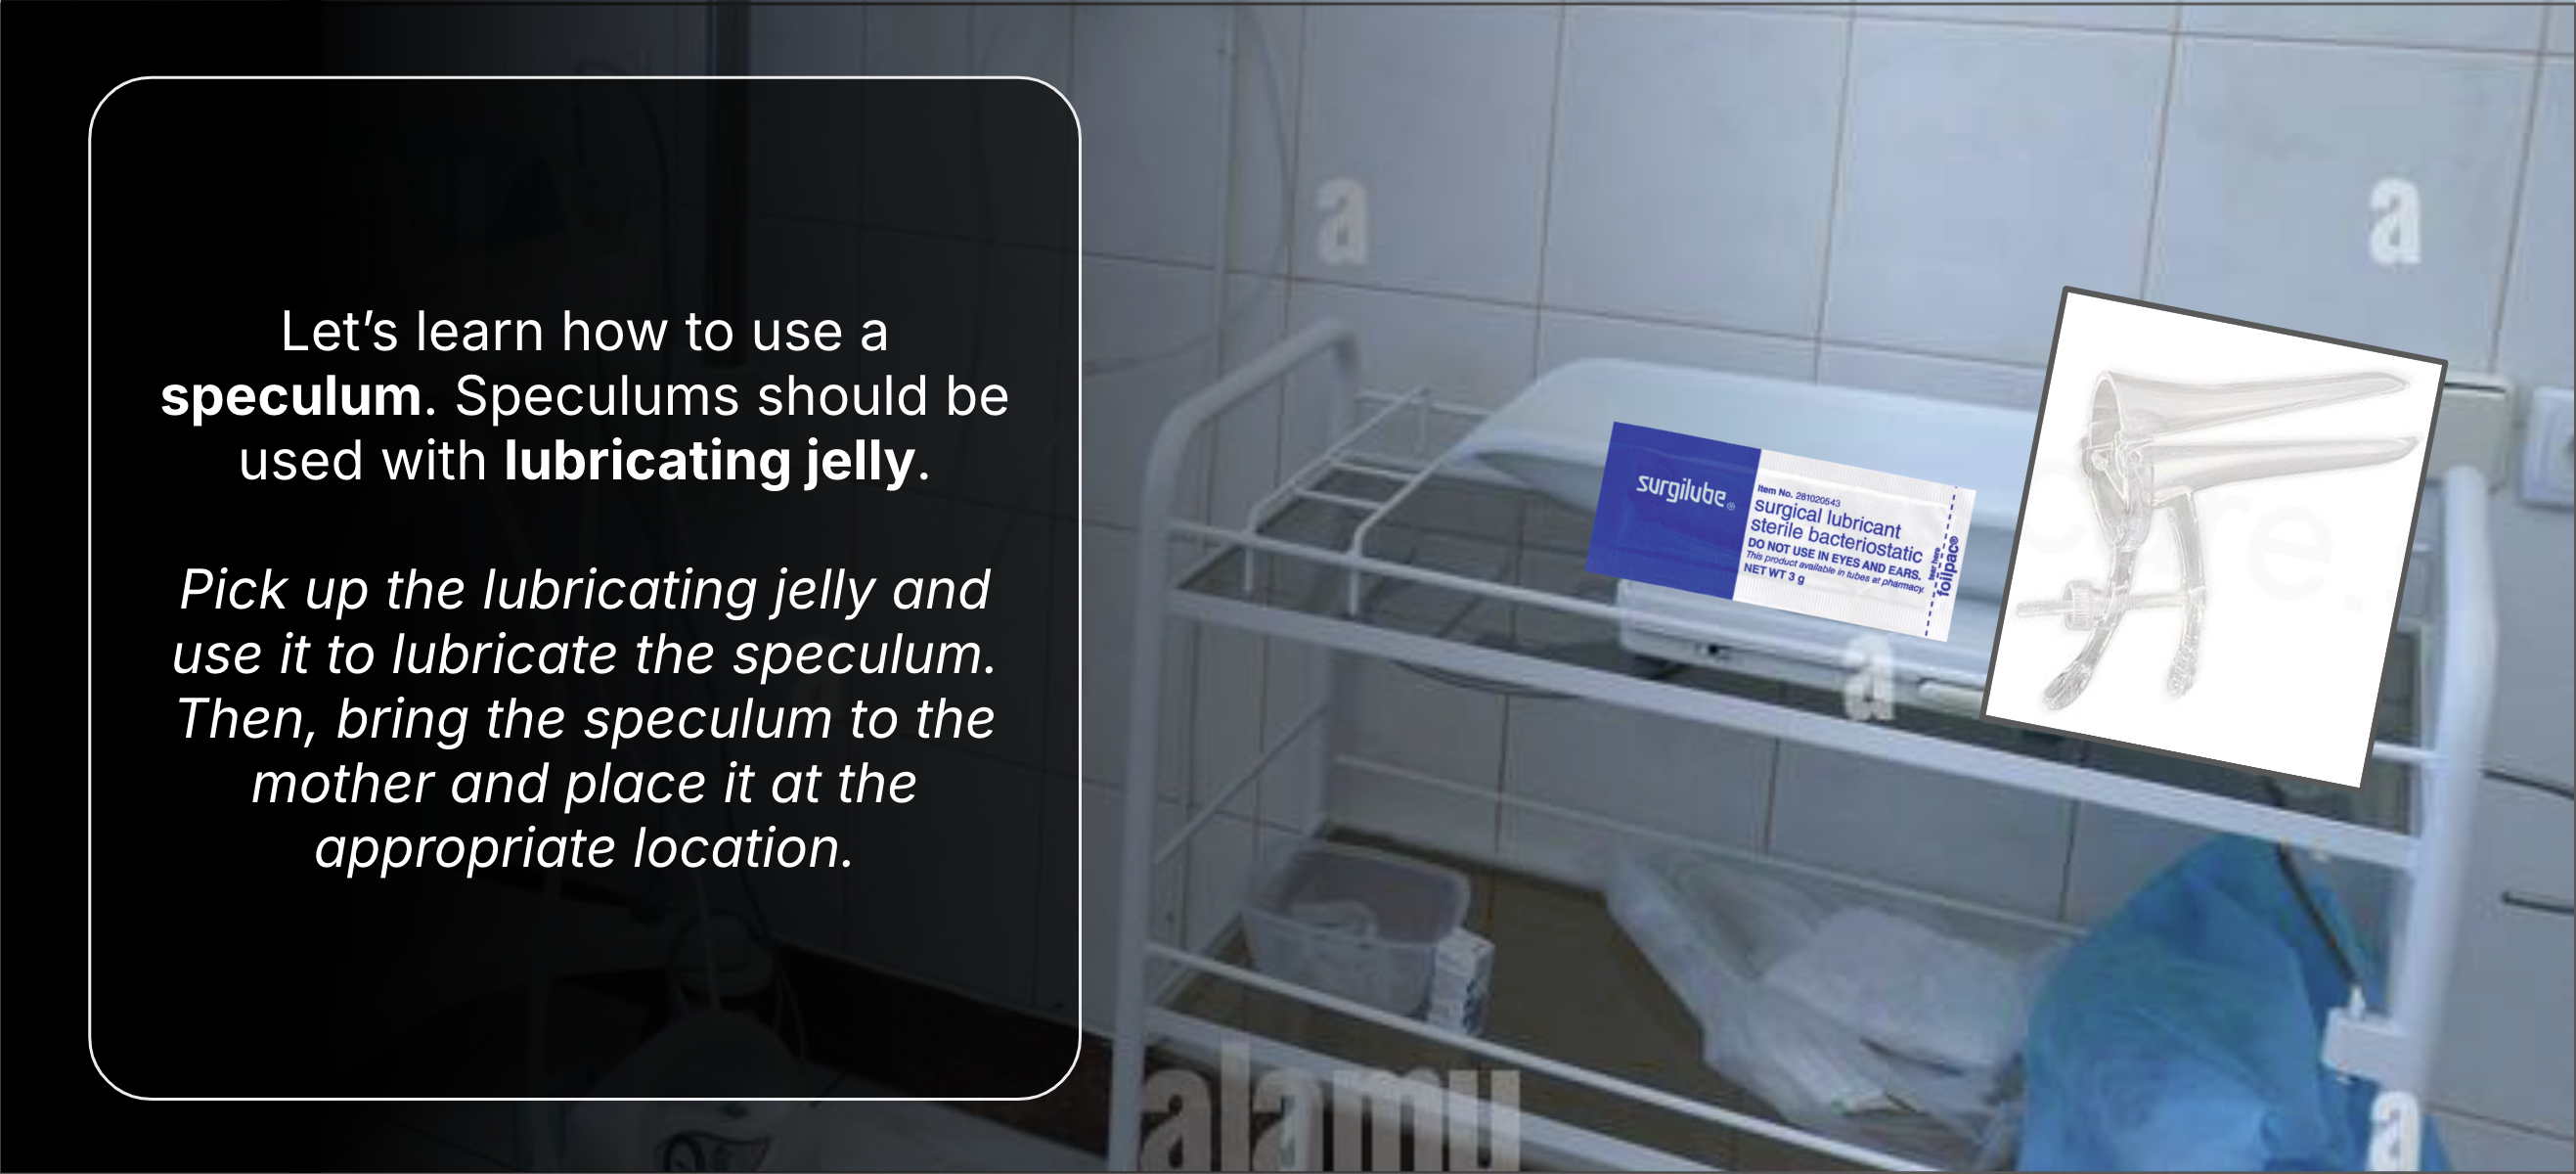 Let’s learn how to use a
speculum. Speculums should be
used with lubricating jelly.
Pick up the lubricating jelly and
use it to lubricate the speculum.
Then, bring the speculum to the
mother and place it at the
appropriate location.
surgilube®
Item No. 281020543
surgical lubricant
sterile bacteriostatic
DO NOT USE IN EYES AND EARS.
This product available in tubes at pharmacy.
NET WT 3 g
tear here
foilpac®
a
a
a
alamy
a